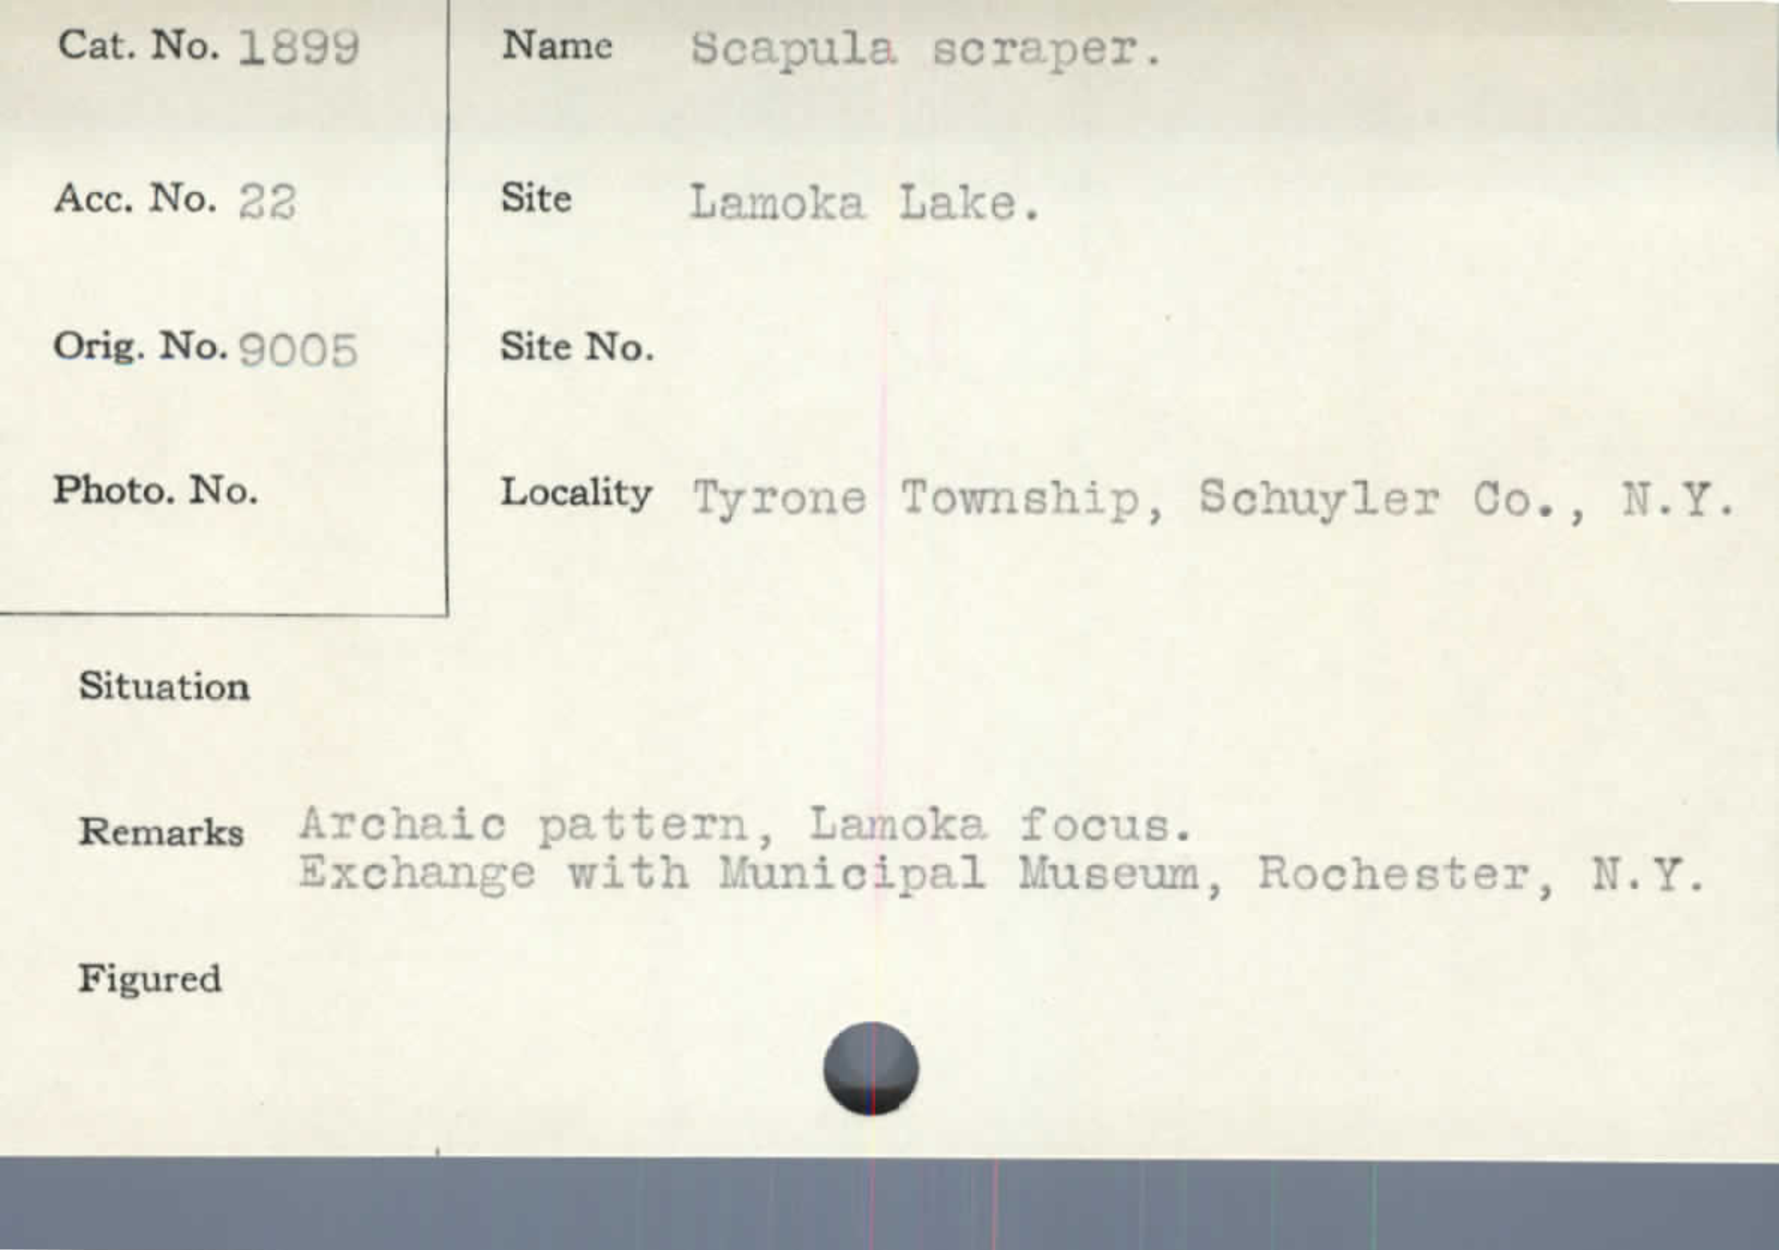 Cat. No. 1899
Name Scapula scraper.
Acc. No. 22
Site Lamoka Lake.
Orig. No. 9005
Site No.
Photo. No.
Locality Tyrone Township, Schuyler Co., N.Y.
Situation
Remarks Archaic pattern, Lamoka focus.
Exchange with Municipal Museum, Rochester, N.Y.
Figured